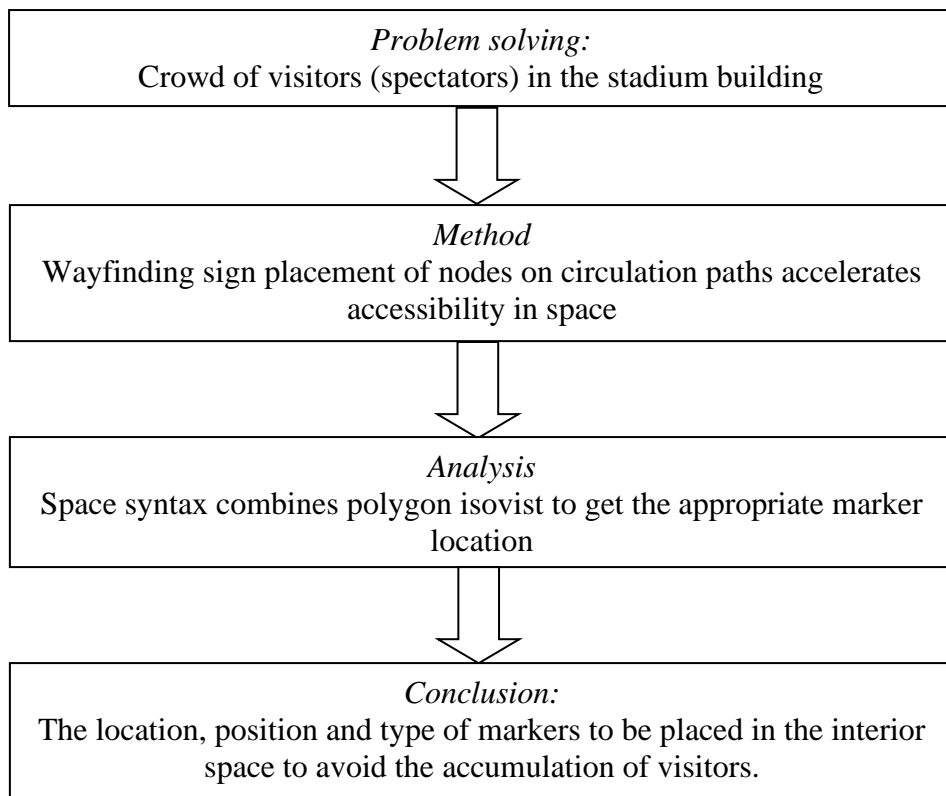 Problem solving:
Crowd of visitors (spectators) in the stadium building
Method
Wayfinding sign placement of nodes on circulation paths accelerates
accessibility in space
Analysis
Space syntax combines polygon isovist to get the appropriate marker
location
Conclusion:
The location, position and type of markers to be placed in the interior
space to avoid the accumulation of visitors.